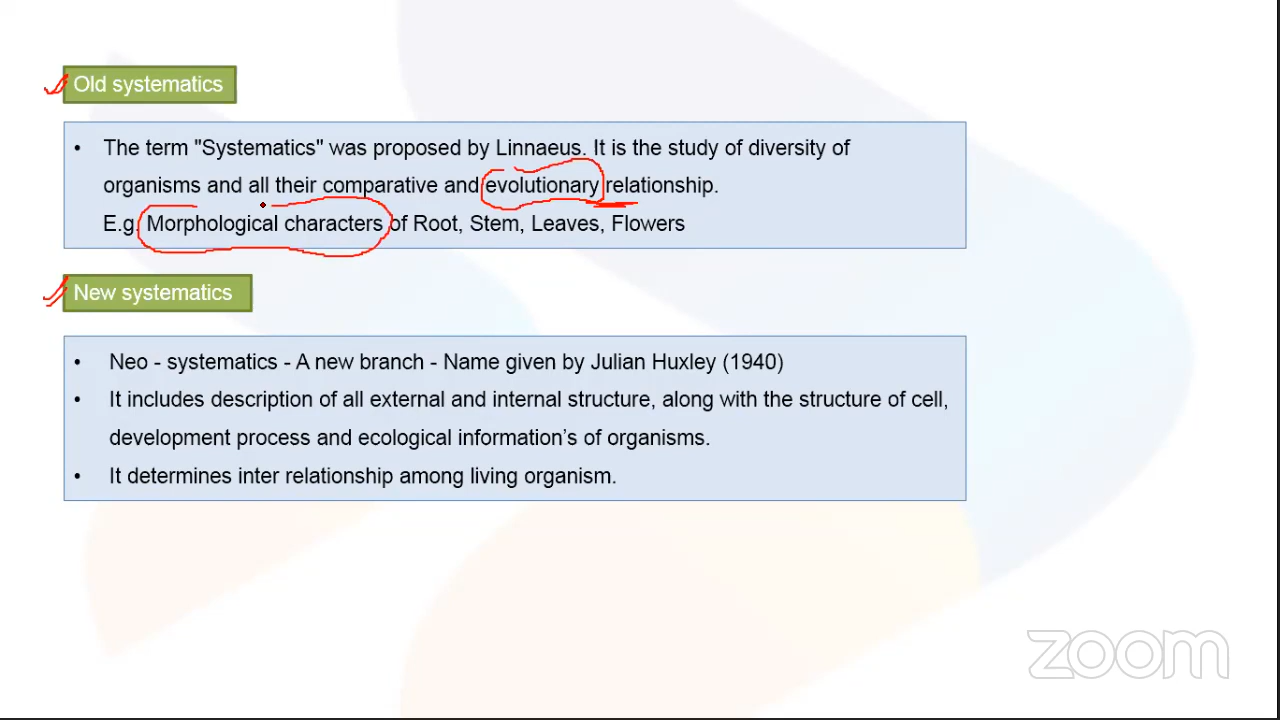 Old systematics
• The term "Systematics" was proposed by Linnaeus. It is the study of diversity of
organisms and all their comparative and evolutionary relationship.
E.g. Morphological characters of Root, Stem, Leaves, Flowers
New systematics
• Neo - systematics - A new branch - Name given by Julian Huxley (1940)
• It includes description of all external and internal structure, along with the structure of cell,
development process and ecological information's of organisms.
• It determines inter relationship among living organism.
zoom